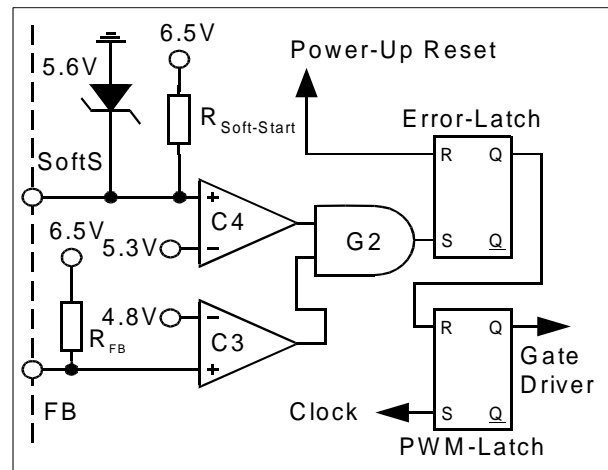 6.5V
Power-Up Reset
5.6V
Error-Latch
R Soft-Start
R Q
SoftS
+
C4
G2
6.5V
5.3V
–
S Q
4.8V
–
R Q
R FB
C3
+
Gate
Driver
FB
Clock
S Q
PWM-Latch